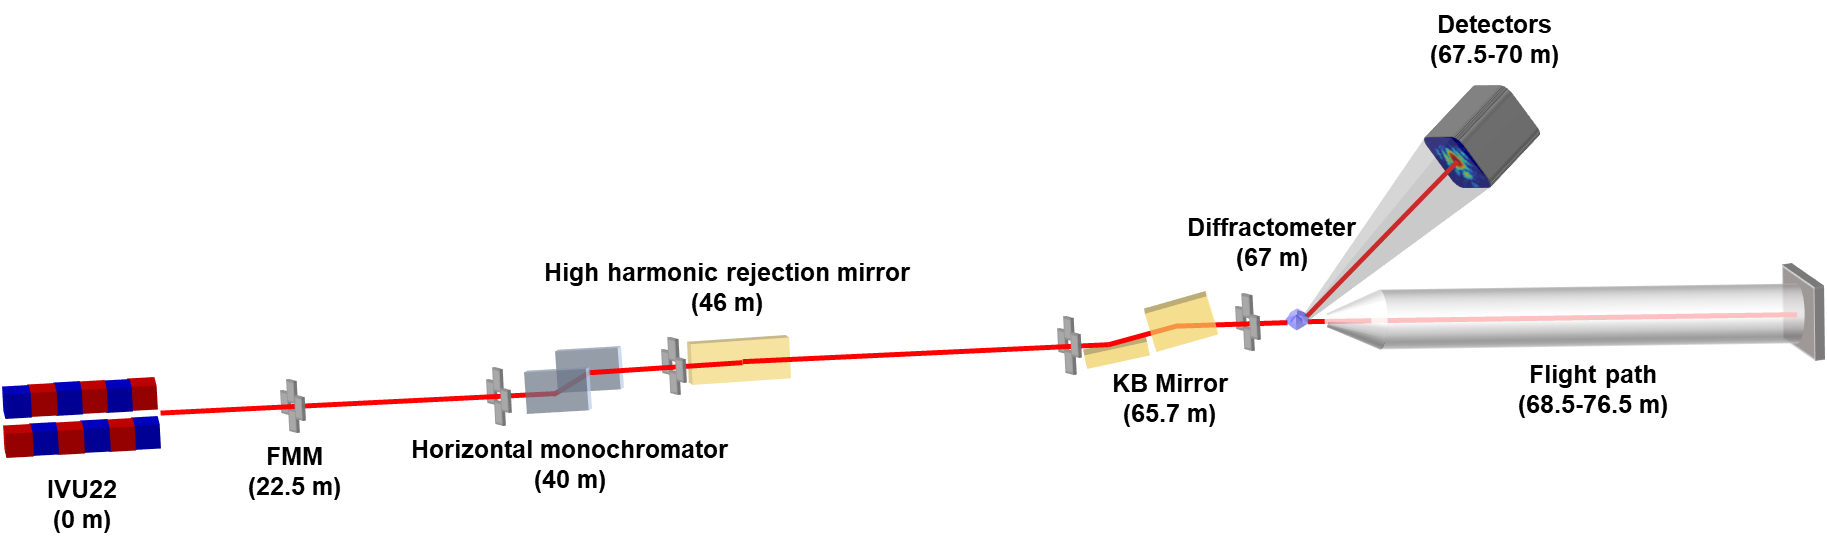 IVU22
(0 m)
FMM
(22.5 m)
Horizontal monochromator
(40 m)
High harmonic rejection mirror
(46 m)
KB Mirror
(65.7 m)
Diffractometer
(67 m)
Detectors
(67.5-70 m)
Flight path
(68.5-76.5 m)